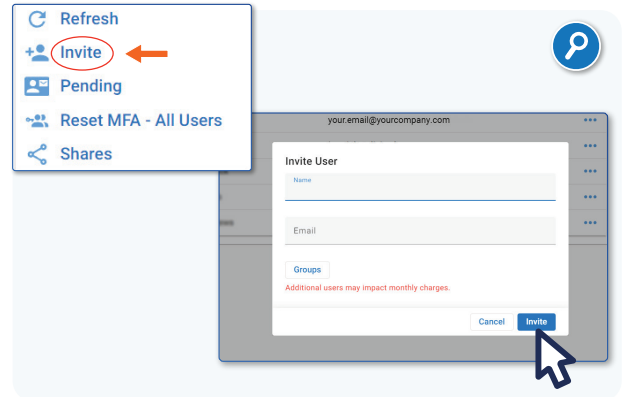 Refresh
Invite
Pending
Reset MFA - All Users
Shares
your.email@yourcompany.com
Invite User
Name
Email
Groups
Additional users may impact monthly charges.
Cancel Invite